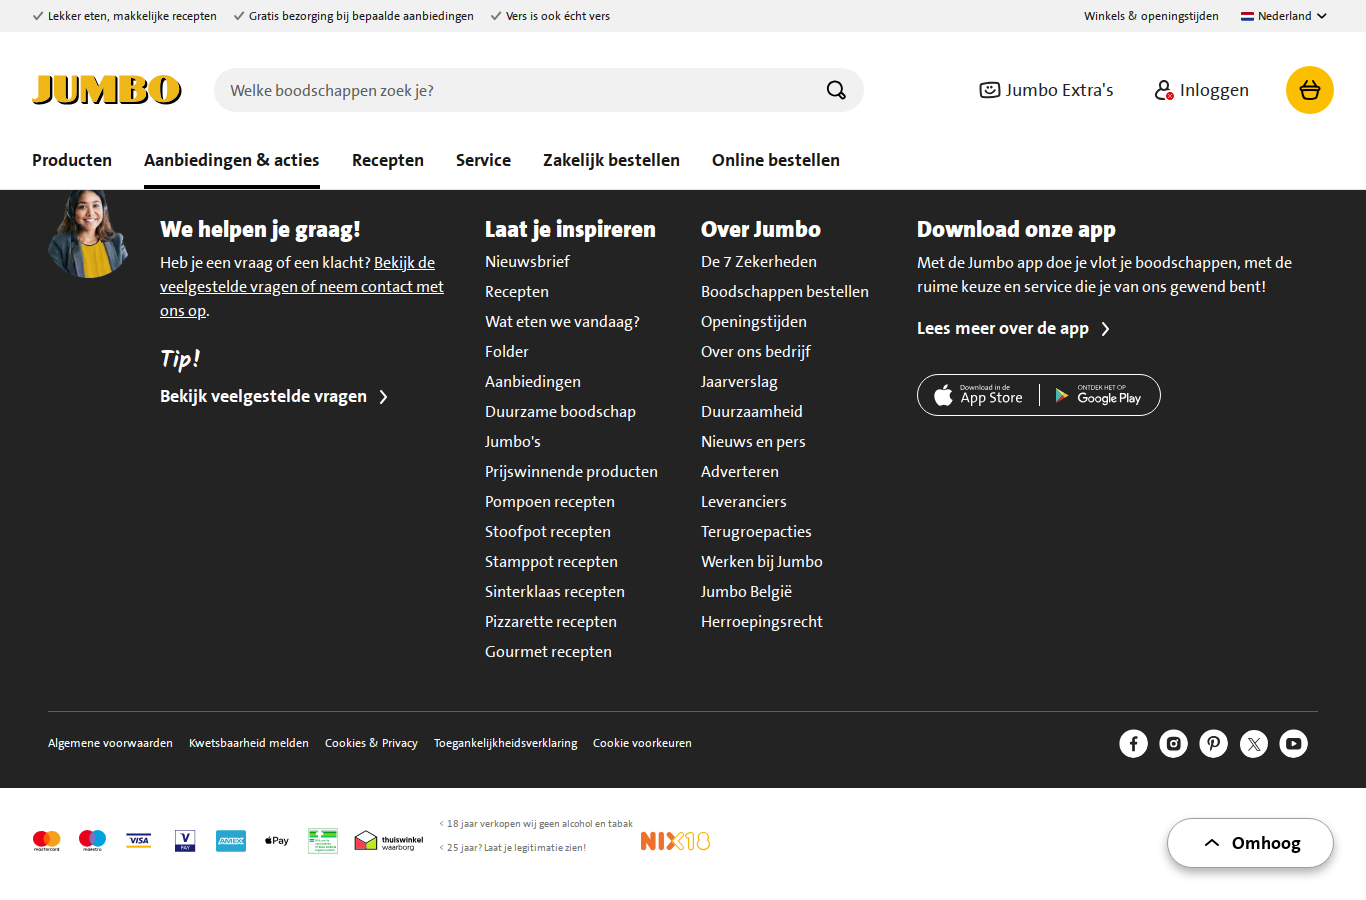 Lekker eten, makkelijke recepten
Gratis bezorging bij bepaalde aanbiedingen
Vers is ook écht vers
Winkels & openingstijden
Nederland
JUMBO
Welke boodschappen zoek je?
Jumbo Extra's
Inloggen
Producten
Aanbiedingen & acties
Recepten
Service
Zakelijk bestellen
Online bestellen
We helpen je graag!
Heb je een vraag of een klacht? Bekijk de
veelgestelde vragen of neem contact met
ons op.
Tip!
Bekijk veelgestelde vragen
Laat je inspireren
Nieuwsbrief
Recepten
Wat eten we vandaag?
Folder
Aanbiedingen
Duurzame boodschap
Jumbo's
Prijswinnende producten
Pompoen recepten
Stoofpot recepten
Stamppot recepten
Sinterklaas recepten
Pizzarette recepten
Gourmet recepten
Over Jumbo
De 7 Zekerheden
Boodschappen bestellen
Openingstijden
Over ons bedrijf
Jaarverslag
Duurzaamheid
Nieuws en pers
Adverteren
Leveranciers
Terugroepacties
Werken bij Jumbo
Jumbo België
Herroepingsrecht
Download onze app
Met de Jumbo app doe je vlot je boodschappen, met de
ruime keuze en service die je van ons gewend bent!
Lees meer over de app
Download in de
App Store
ONTDEK HET OP
Google Play
Algemene voorwaarden
Kwetsbaarheid melden
Cookies & Privacy
Toegankelijkheidsverklaring
Cookie voorkeuren
mastercard
maestro
VISA
V
PAY
AMEX
Pay
thuiswinkel
waarborg
< 18 jaar verkopen wij geen alcohol en tabak
< 25 jaar? Laat je legitimatie zien!
NIX18
Omhoog